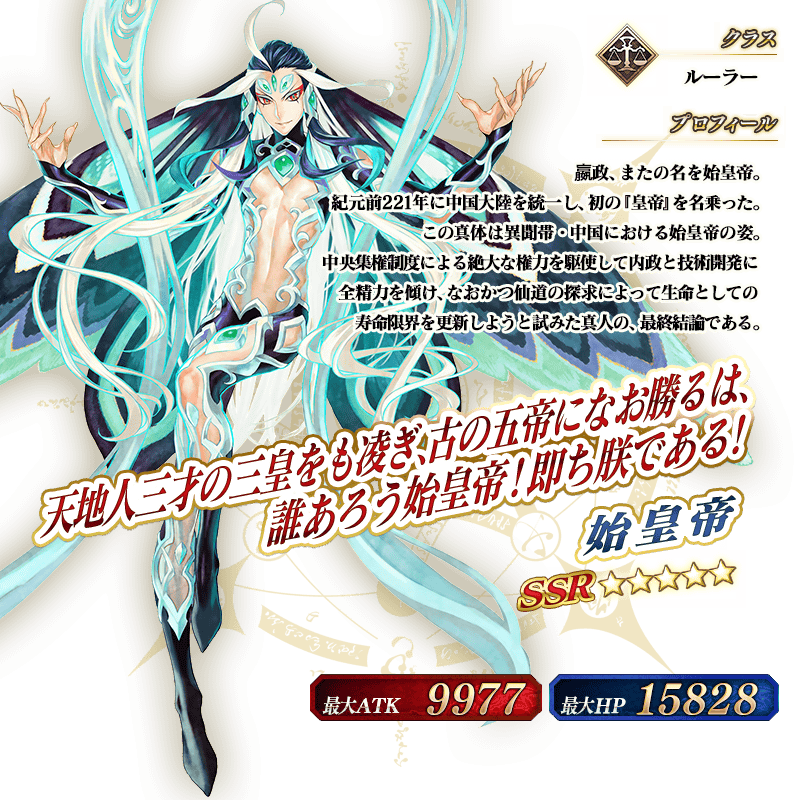 クラス
ルーラー
プロフィール
嬴政、またの名を始皇帝。
紀元前221年に中国大陸を統一し、初の『皇帝』を名乗った。
この真体は異聞帯・中国における始皇帝の姿。
中央集権制度による絶大な権力を駆使して内政と技術開発に
全精力を傾け、なおかつ仙道の探求によって生命としての
寿命限界を更新しようと試みた真人の、最終結論である。
天地人三才の三皇をも凌ぎ、古の五帝になお勝るは、
誰あろう始皇帝！即ち朕である！
始皇帝
SSR☆☆☆☆☆
最大ATK 9977
最大HP 15828